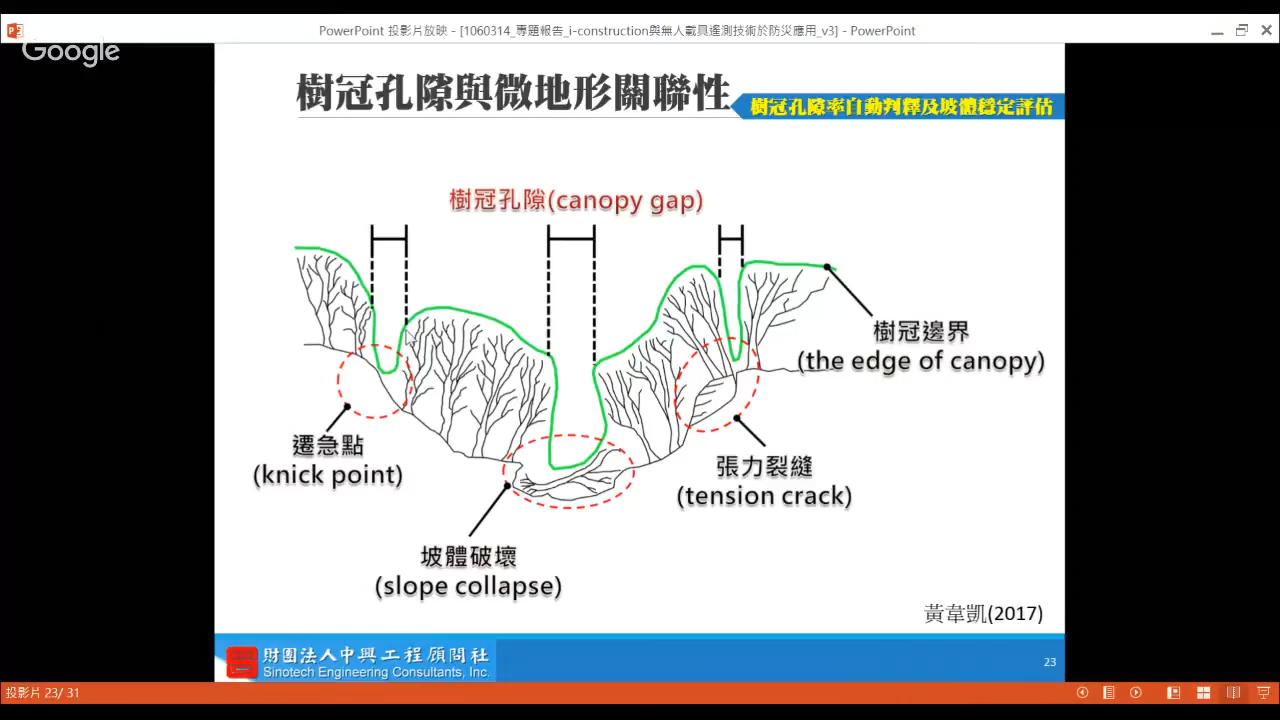 PowerPoint 投影片放映 - [1060314_專題報告_i-construction與無人載具遙測技術於防災應用_v3] - PowerPoint
Google
樹冠孔隙與微地形關聯性
樹冠孔隙率自動判釋及坡體穩定評估
樹冠孔隙(canopy gap)
樹冠邊界
(the edge of canopy)
遷急點
(knick point)
張力裂縫
(tension crack)
坡體破壞
(slope collapse)
黃韋凱(2017)
財團法人中興工程顧問社
Sinotech Engineering Consultants, Inc.
23
投影片 23/ 31